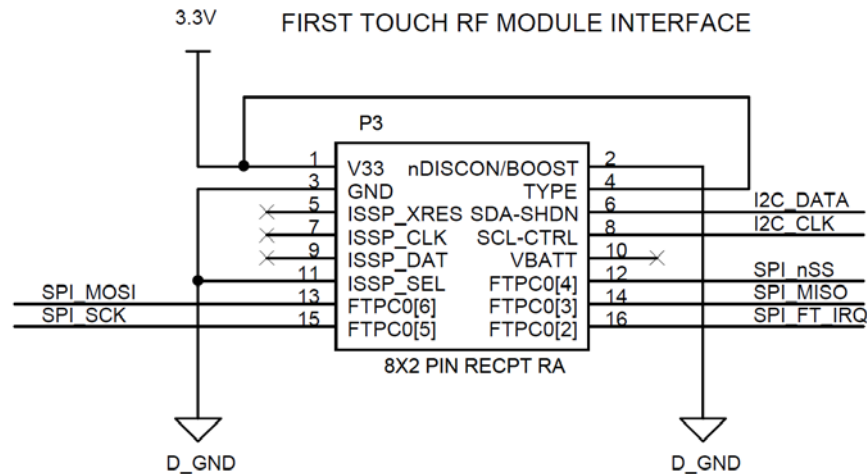 3.3V
FIRST TOUCH RF MODULE INTERFACE
P3
1 V33 nDISCON/BOOST 2
3 GND TYPE 4
5 ISSP_XRES SDA-SHDN 6 I2C_DATA
7 ISSP_CLK SCL-CTRL 8 I2C_CLK
9 ISSP_DAT VBATT 10
11 ISSP_SEL FTPC0[4] 12 SPI_nSS
SPI_MOSI 13 FTPC0[6] FTPC0[3] 14 SPI_MISO
SPI_SCK 15 FTPC0[5] FTPC0[2] 16 SPI_FT_IRQ
8X2 PIN RECPT RA
D_GND D_GND